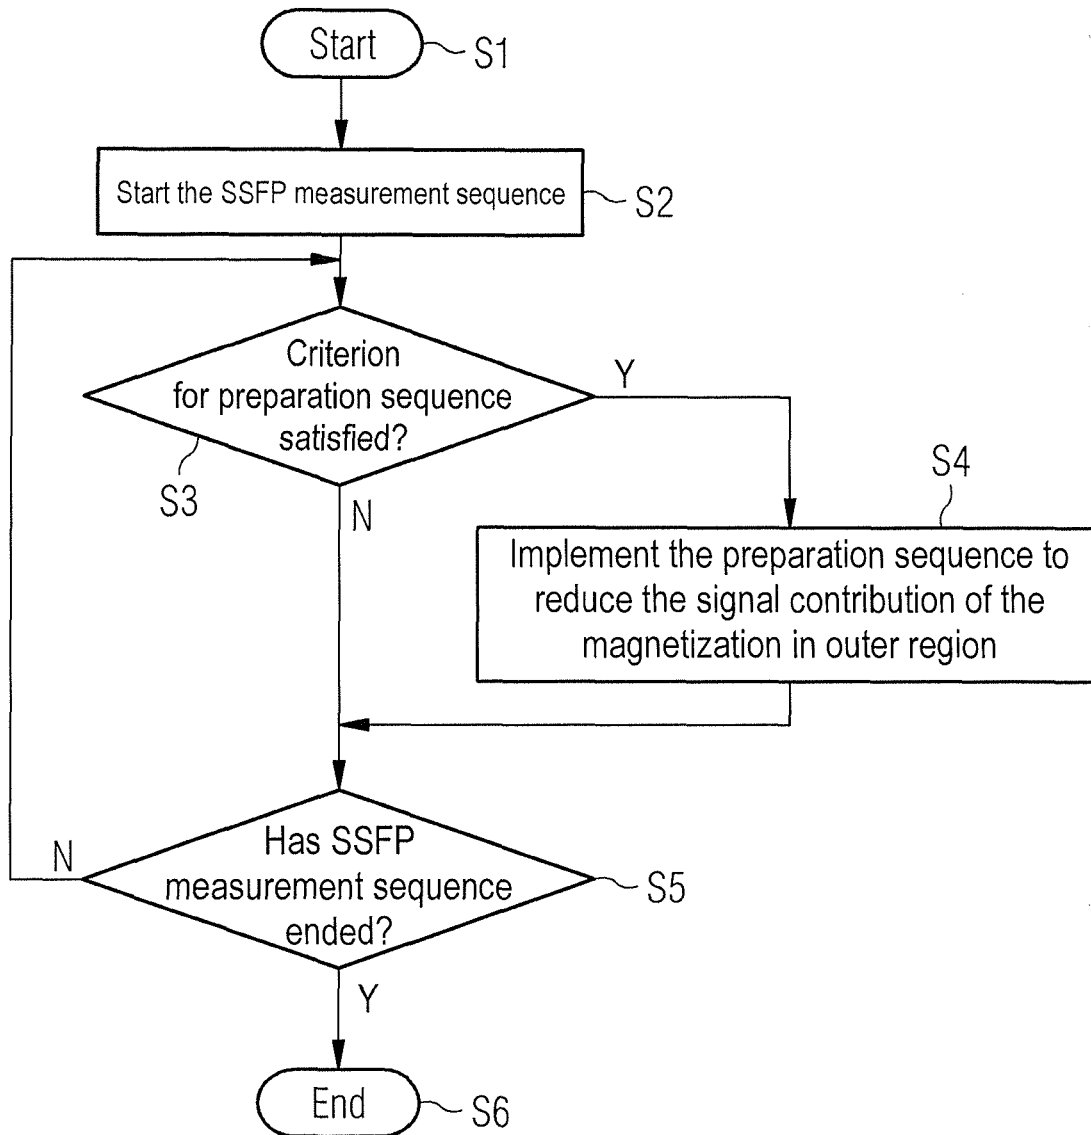 Start
S1
Start the SSFP measurement sequence
S2
Criterion
for preparation sequence
satisfied?
Y
S3
N
S4
Implement the preparation sequence to
reduce the signal contribution of the
magnetization in outer region
N
Has SSFP
measurement sequence
ended?
S5
Y
End
S6